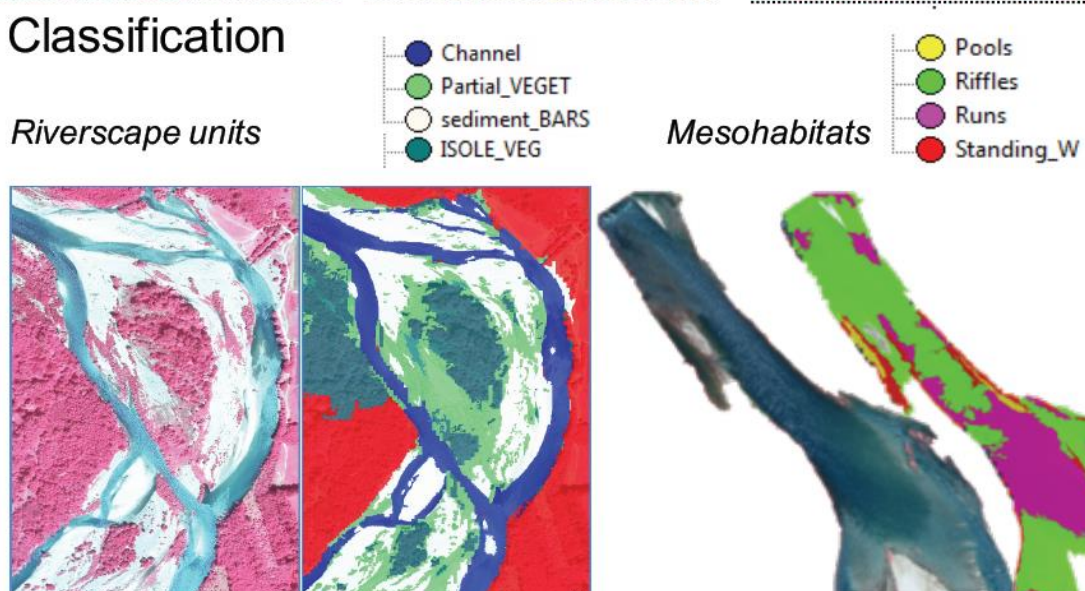 Classification
Riverscape units
Channel
Partial_VEGET
sediment_BARS
ISOLE_VEG
Mesohabitats
Pools
Riffles
Runs
Standing_W